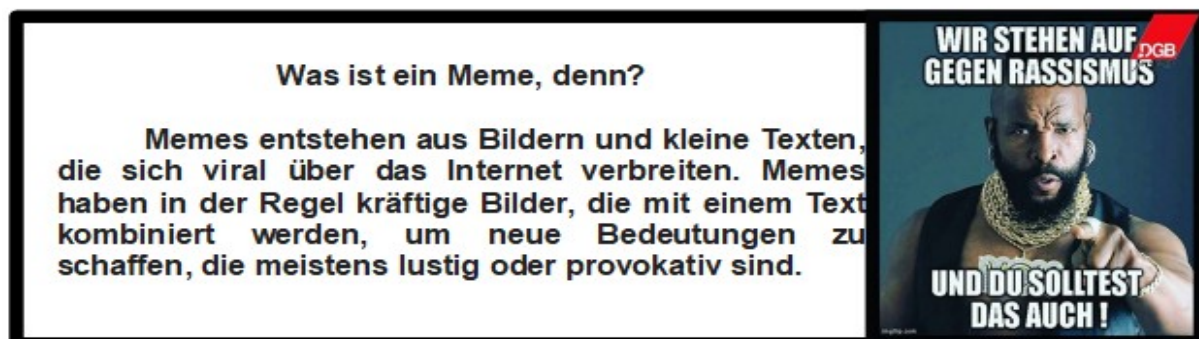 Was ist ein Meme, denn?
Memes entstehen aus Bildern und kleine Texten,
die sich viral über das Internet verbreiten. Memes
haben in der Regel kräftige Bilder, die mit einem Text
kombiniert werden, um neue Bedeutungen zu
schaffen, die meistens lustig oder provokativ sind.
WIR STEHEN AUF
GEGEN RASSISMUS
DGB
UND DU SOLLTEST
DAS AUCH !
imgflip.com